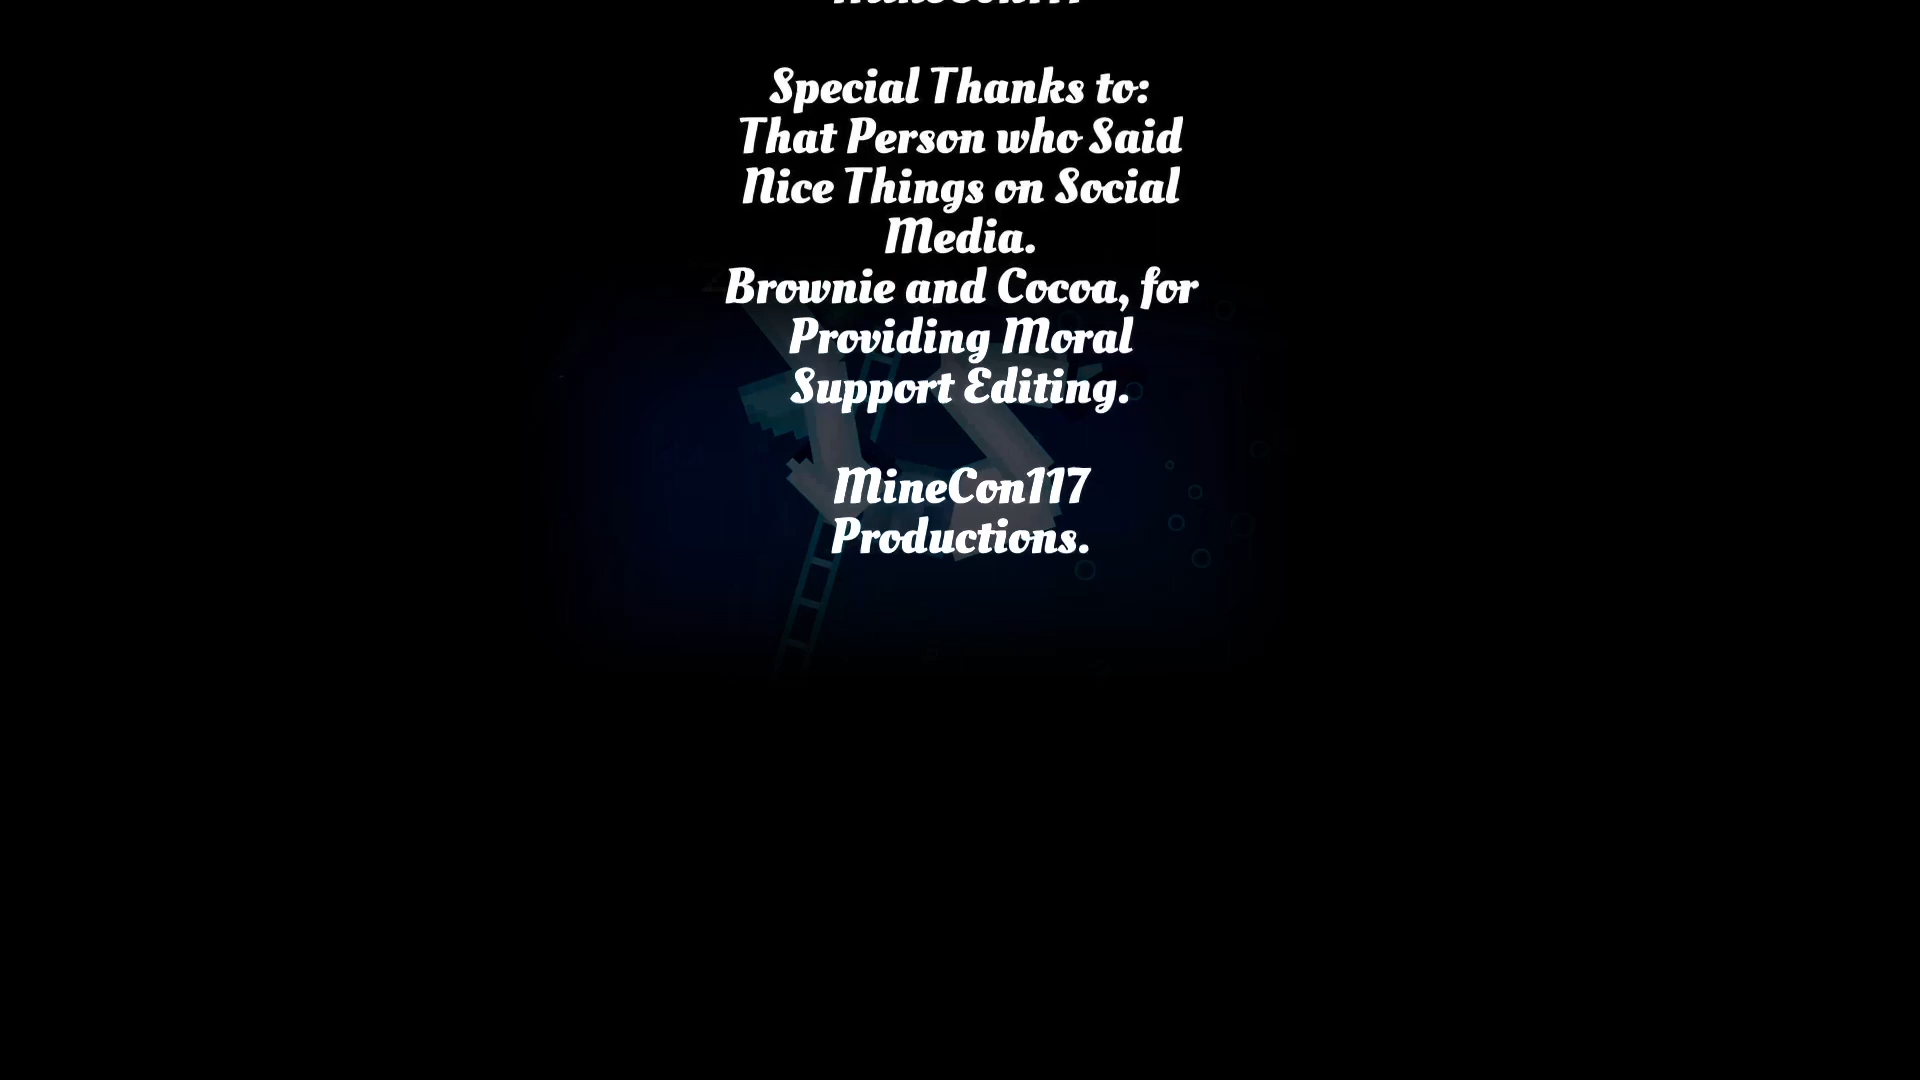 MineCon117
Special Thanks to:
That Person who Said
Nice Things on Social
Media.
Brownie and Cocoa, for
Providing Moral
Support Editing.
MineCon117
Productions.